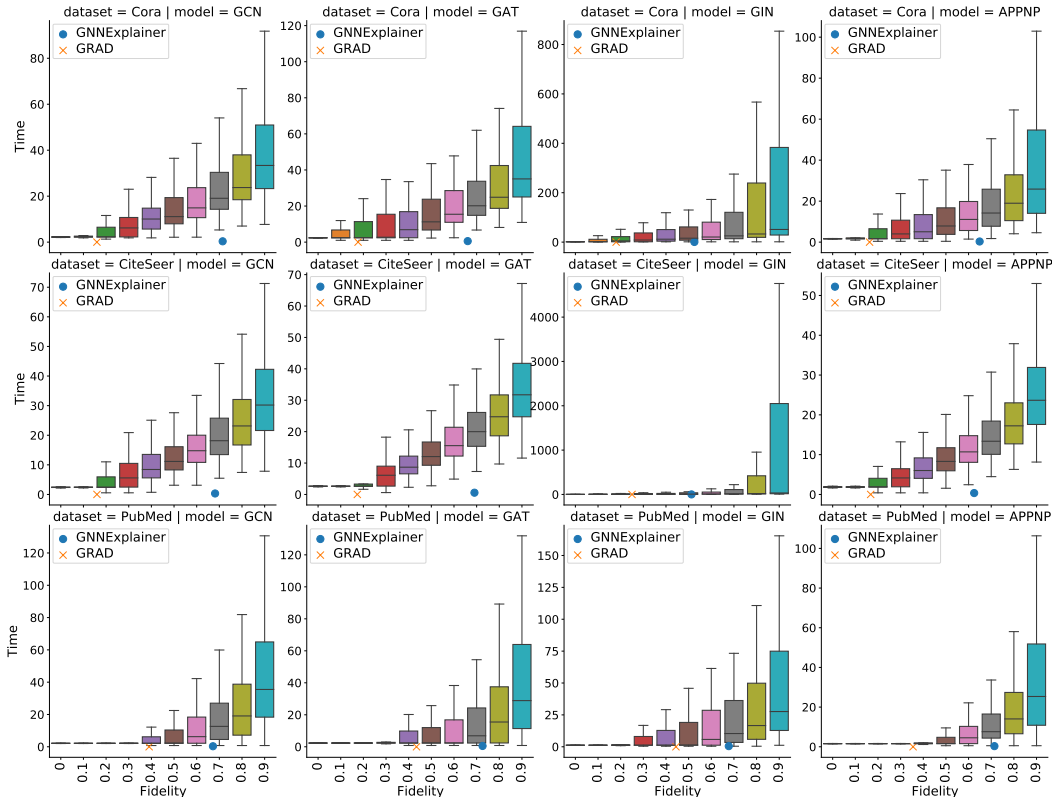 dataset = Cora | model = GCN
dataset = Cora | model = GAT
dataset = Cora | model = GIN
dataset = Cora | model = APPNP
GNNExplainer
GRAD
GNNExplainer
GRAD
GNNExplainer
GRAD
GNNExplainer
GRAD
Time
80
60
40
20
0
120
100
80
60
40
20
0
800
600
400
200
0
100
80
60
40
20
0
dataset = CiteSeer | model = GCN
dataset = CiteSeer | model = GAT
dataset = CiteSeer | model = GIN
dataset = CiteSeer | model = APPNP
GNNExplainer
GRAD
GNNExplainer
GRAD
GNNExplainer
GRAD
GNNExplainer
GRAD
Time
70
60
50
40
30
20
10
0
70
60
50
40
30
20
10
0
4000
3000
2000
1000
0
50
40
30
20
10
0
dataset = PubMed | model = GCN
dataset = PubMed | model = GAT
dataset = PubMed | model = GIN
dataset = PubMed | model = APPNP
GNNExplainer
GRAD
GNNExplainer
GRAD
GNNExplainer
GRAD
GNNExplainer
GRAD
Time
120
100
80
60
40
20
0
120
100
80
60
40
20
0
150
125
100
75
50
25
0
100
80
60
40
20
0
0 0.1 0.2 0.3 0.4 0.5 0.6 0.7 0.8 0.9
0 0.1 0.2 0.3 0.4 0.5 0.6 0.7 0.8 0.9
0 0.1 0.2 0.3 0.4 0.5 0.6 0.7 0.8 0.9
0 0.1 0.2 0.3 0.4 0.5 0.6 0.7 0.8 0.9
Fidelity
Fidelity
Fidelity
Fidelity